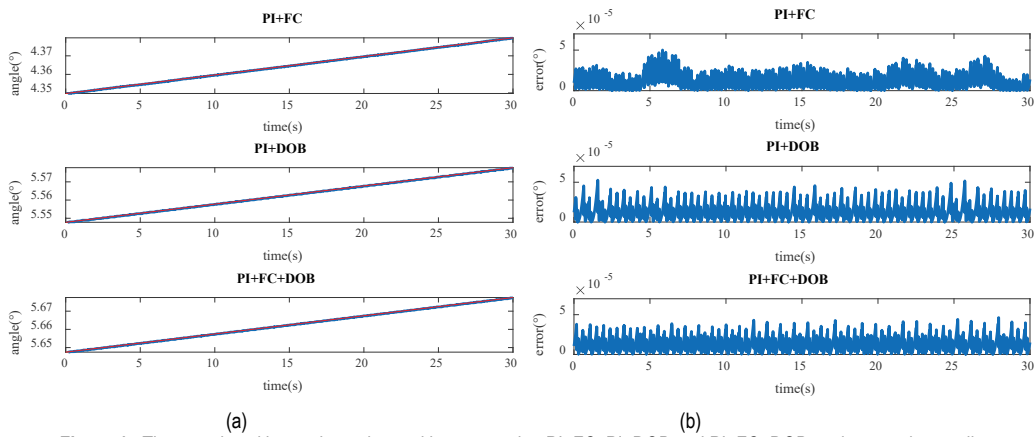 PI+FC
angle(°)
4.37
4.36
4.35
0 5 10 15 20 25 30
time(s)
PI+DOB
angle(°)
5.57
5.56
5.55
0 5 10 15 20 25 30
time(s)
PI+FC+DOB
angle(°)
5.67
5.66
5.65
0 5 10 15 20 25 30
time(s)
(a)
× 10 -5
PI+FC
error(°)
5
0
0 5 10 15 20 25 30
time(s)
× 10 -5
PI+DOB
error(°)
5
5
0 5 10 15 20 25 30
time(s)
× 10 -5
PI+FC+DOB
error(°)
5
0
0 5 10 15 20 25 30
time(s)
(b)